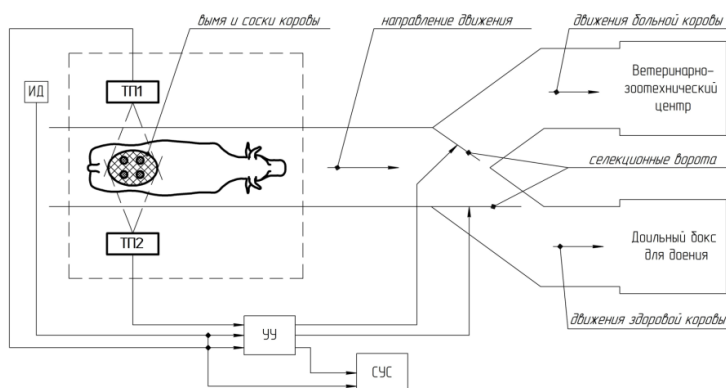 вымя и соски коровы
направление движения
движения больной коровы
ИД
ТП1
Ветеринарно-
зоотехнический
центр
селекционные ворота
ТП2
Доильный бокс
для доения
движения здоровой коровы
УУ
СУС